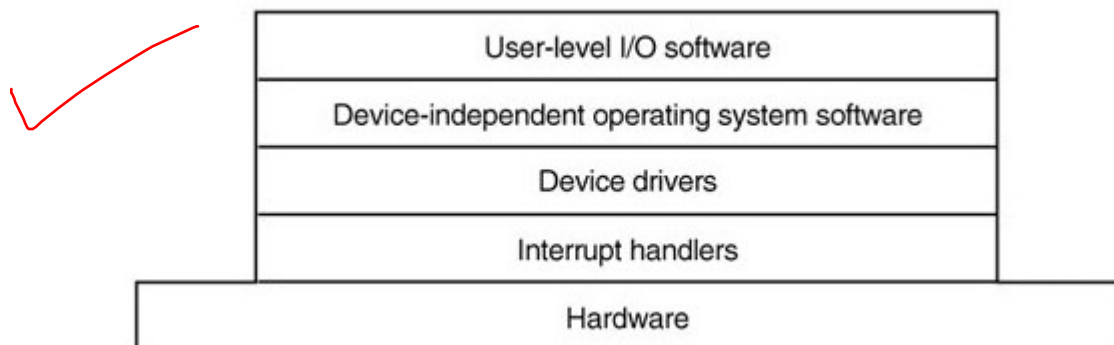 User-level I/O software
Device-independent operating system software
Device drivers
Interrupt handlers
Hardware